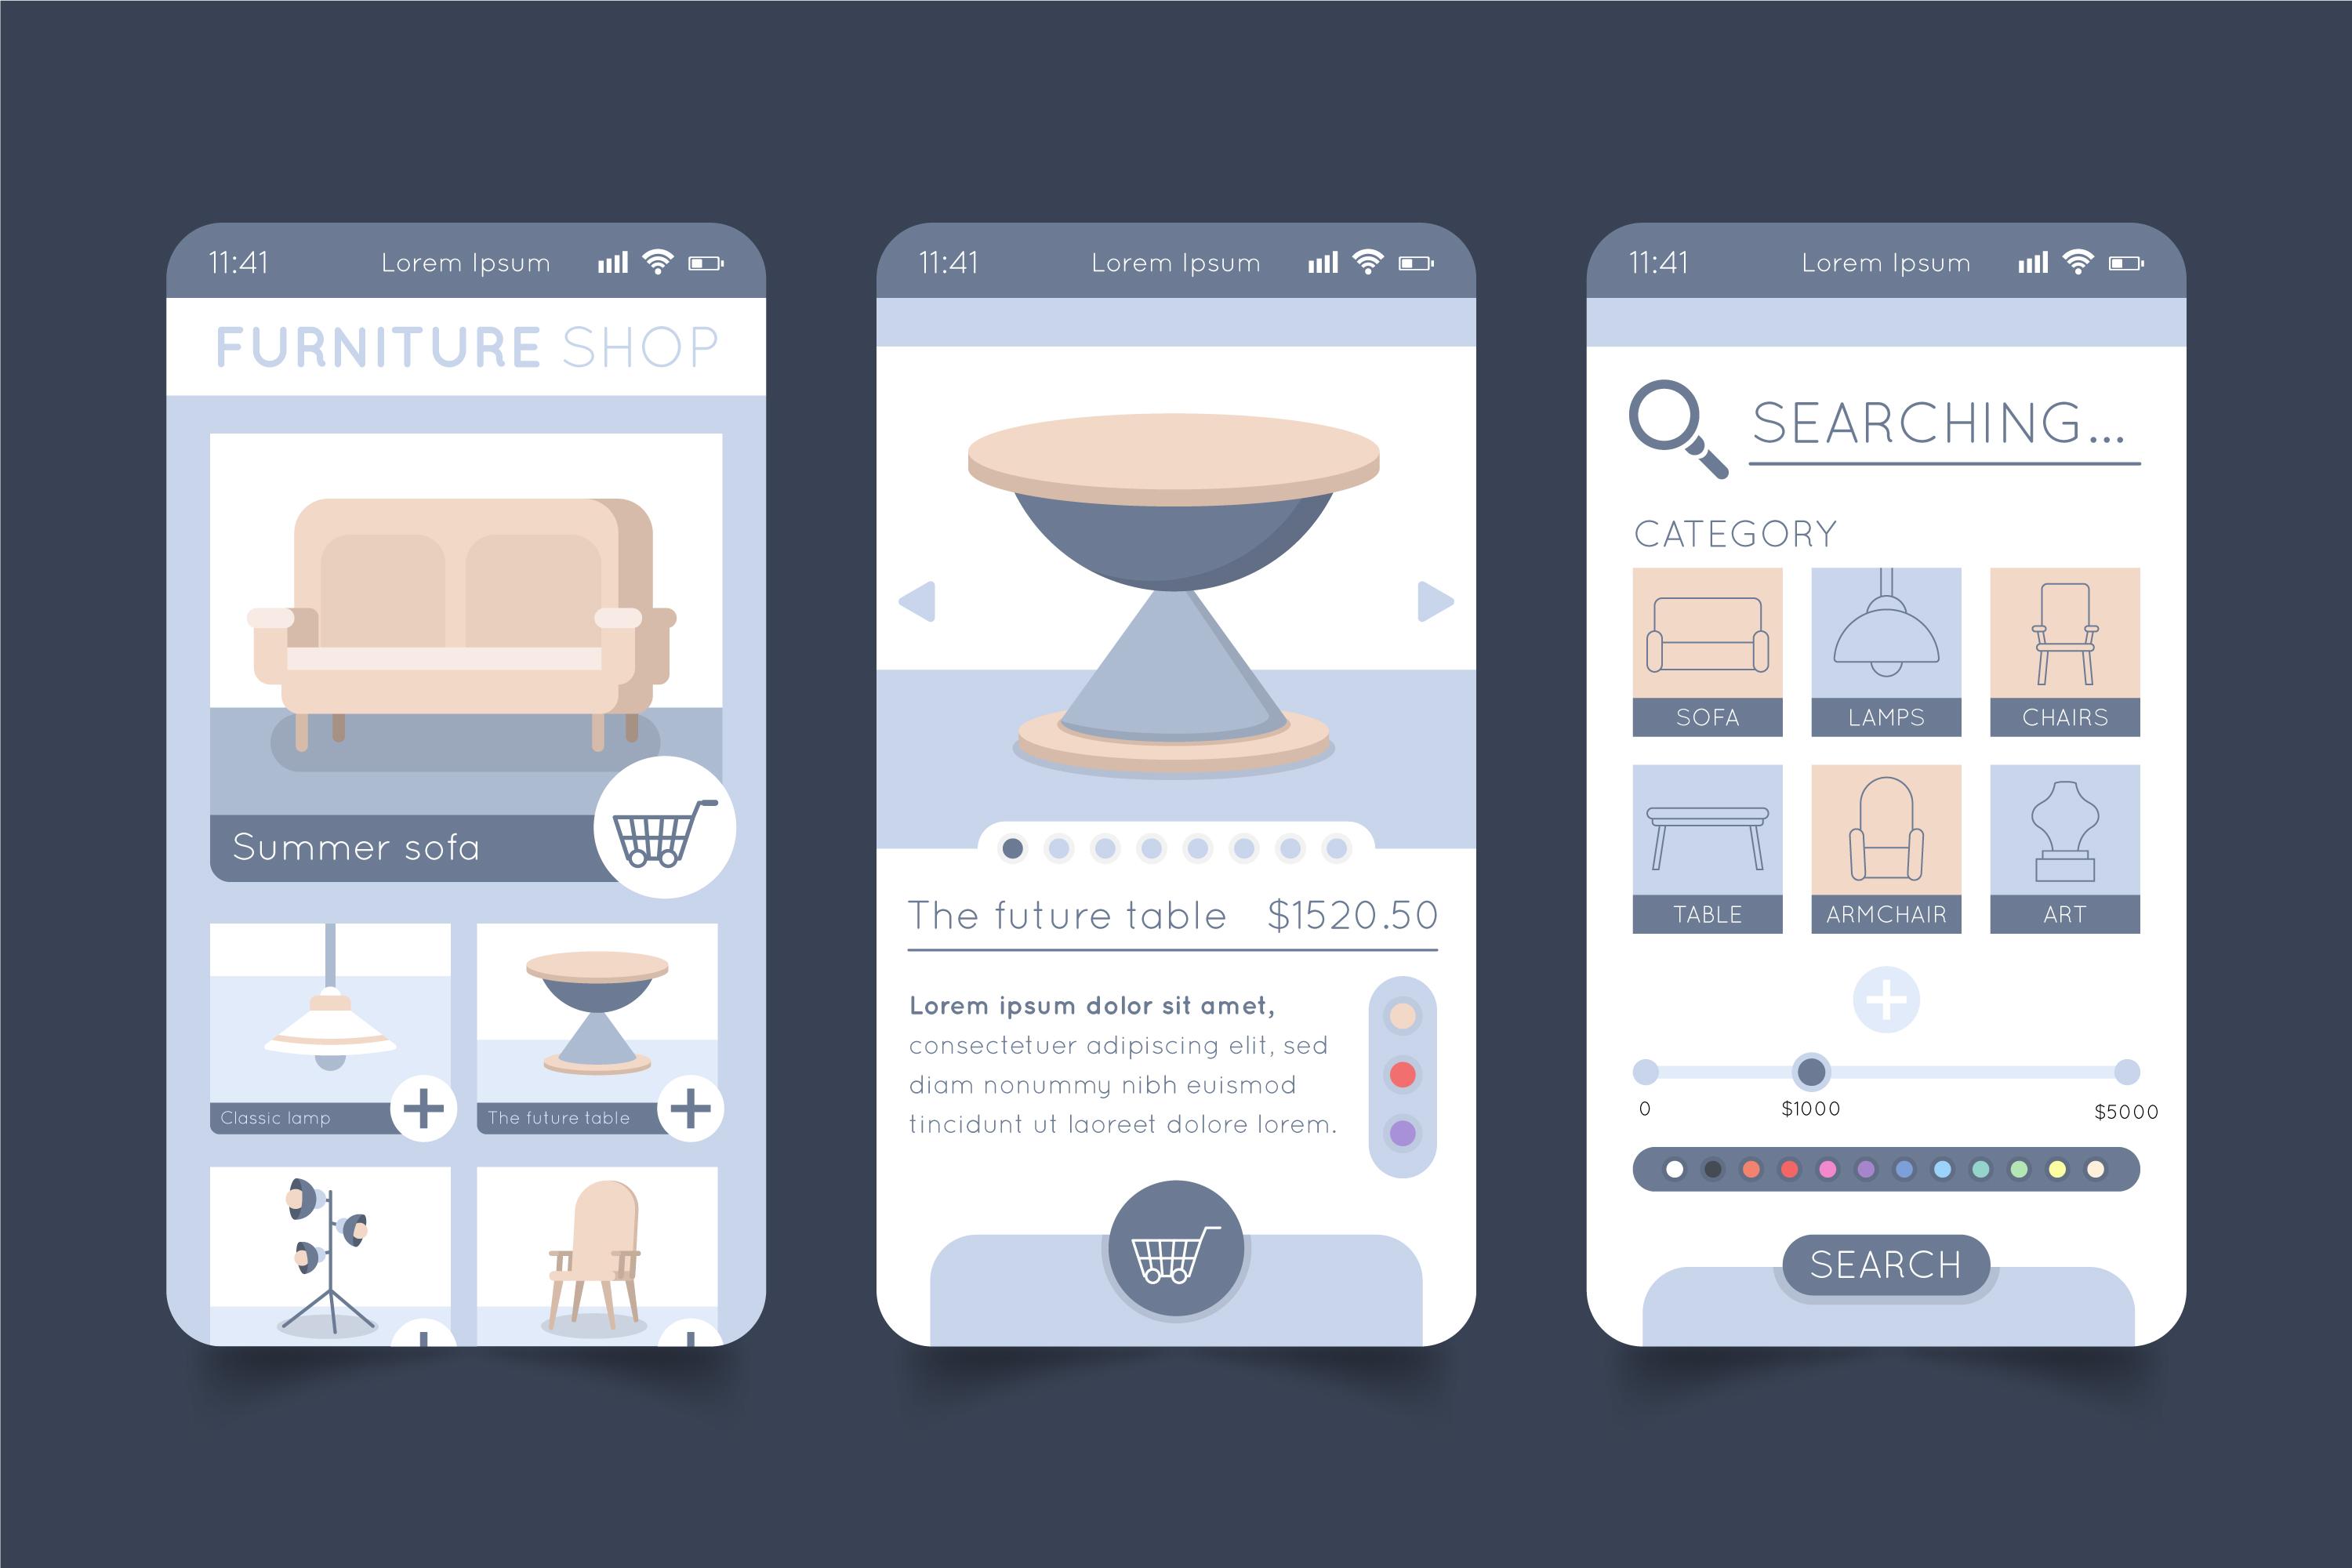 11:41 Lorem Ipsum
FURNITURE SHOP
Summer sofa
Classic lamp
The future table
11:41 Lorem Ipsum
The future table $1520.50
Lorem ipsum dolor sit amet,
consectetuer adipiscing elit, sed
diam nonummy nibh euismod
tincidunt ut laoreet dolore lorem.
11:41 Lorem Ipsum
SEARCHING...
CATEGORY
SOFA LAMPS CHAIRS
TABLE ARMCHAIR ART
0 $1000 $5000
SEARCH